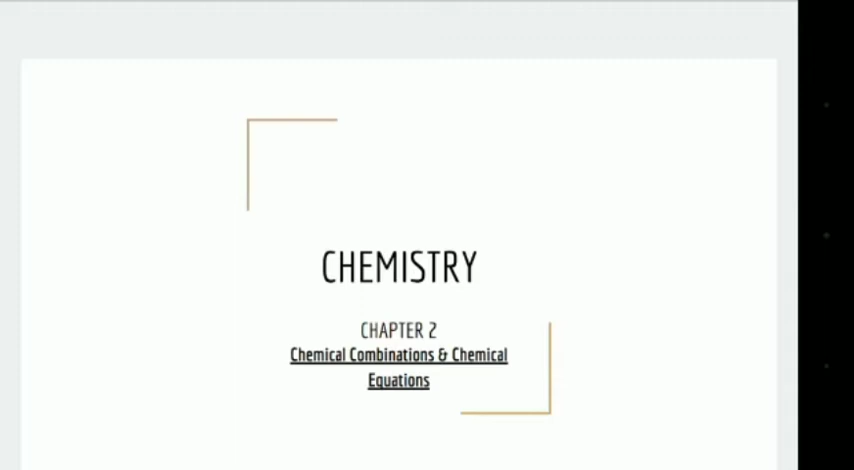 CHEMISTRY
CHAPTER 2
Chemical Combinations & Chemical
Equations